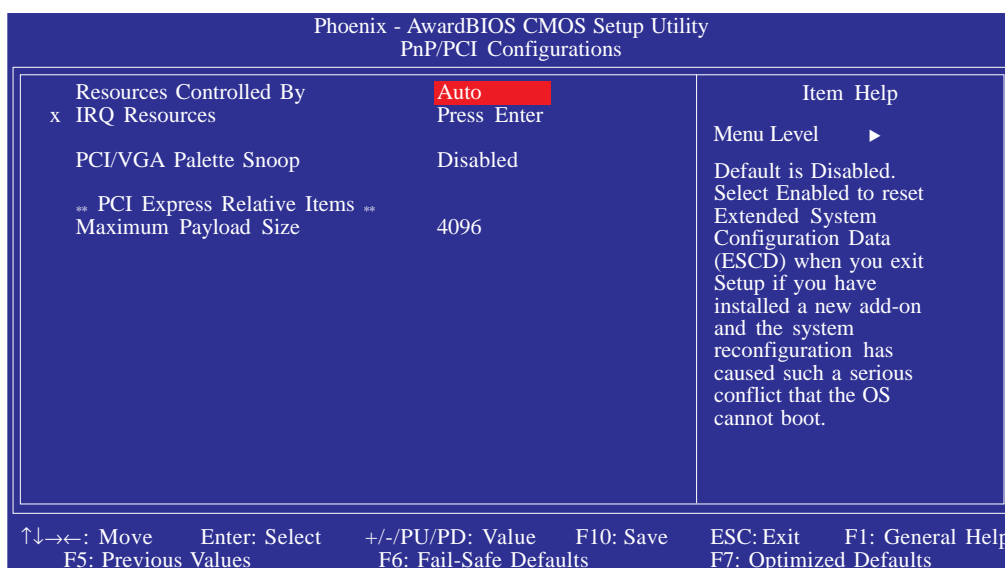 Phoenix - AwardBIOS CMOS Setup Utility
PnP/PCI Configurations
Resources Controlled By Auto
x IRQ Resources Press Enter
PCI/VGA Palette Snoop Disabled
** PCI Express Relative Items **
Maximum Payload Size 4096
Item Help
Menu Level ▶
Default is Disabled.
Select Enabled to reset
Extended System
Configuration Data
(ESCD) when you exit
Setup if you have
installed a new add-on
and the system
reconfiguration has
caused such a serious
conflict that the OS
cannot boot.
↑↓→←: Move Enter: Select +/-/PU/PD: Value F10: Save ESC: Exit F1: General Help
F5: Previous Values F6: Fail-Safe Defaults F7: Optimized Defaults